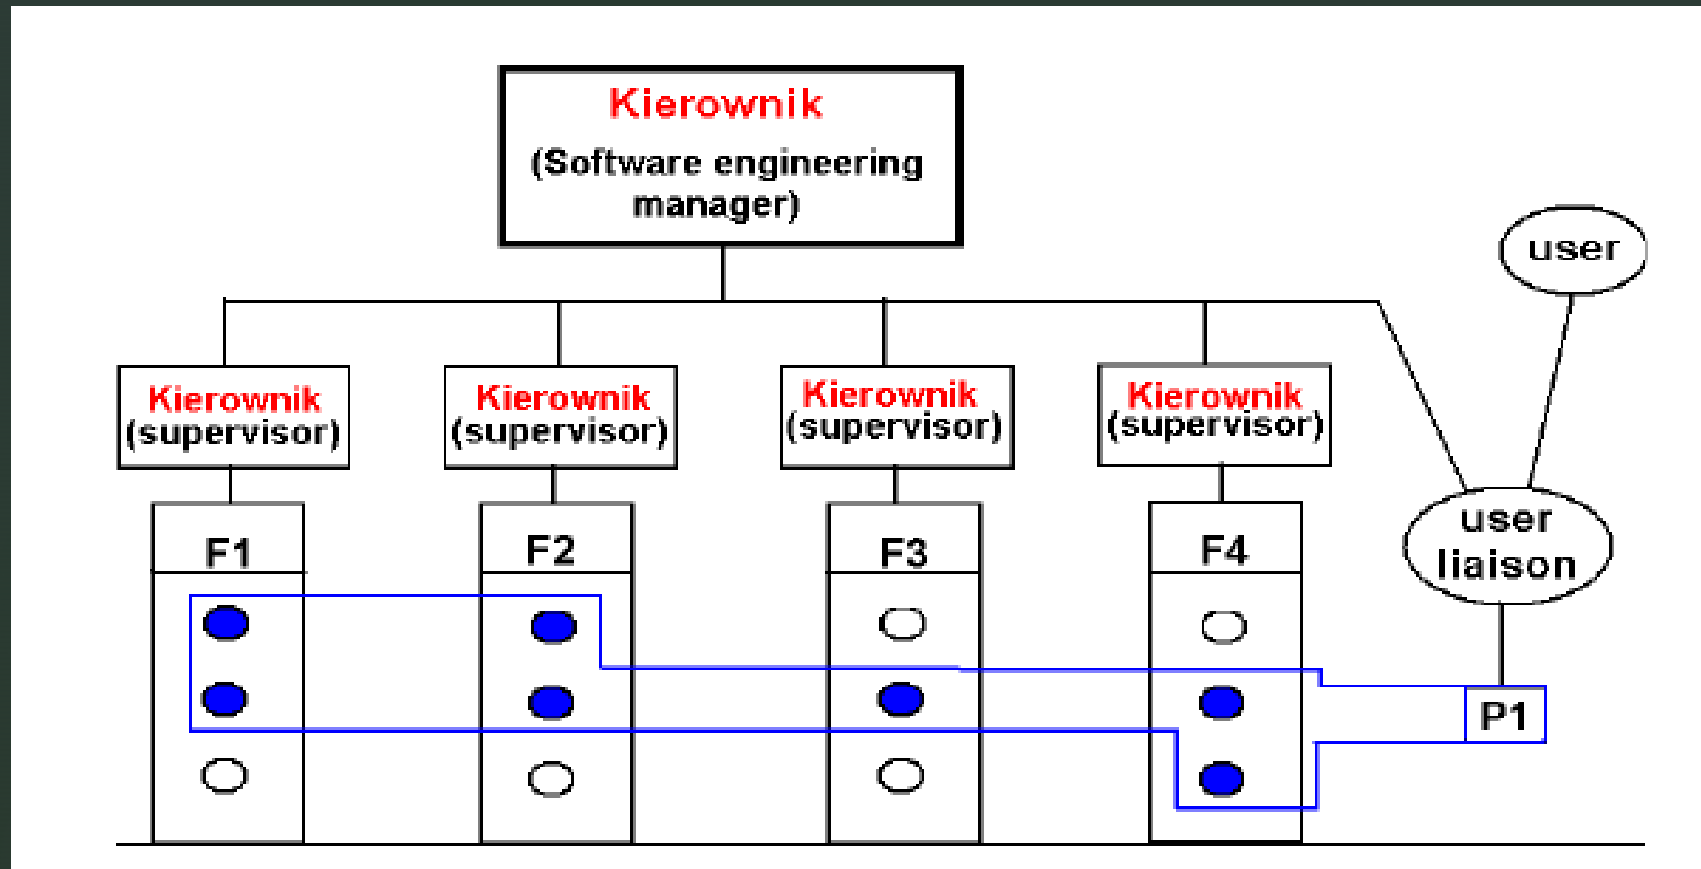 Kierownik
(Software engineering
manager)
user
Kierownik
(supervisor)
Kierownik
(supervisor)
Kierownik
(supervisor)
Kierownik
(supervisor)
user
liaison
F1
F2
F3
F4
P1